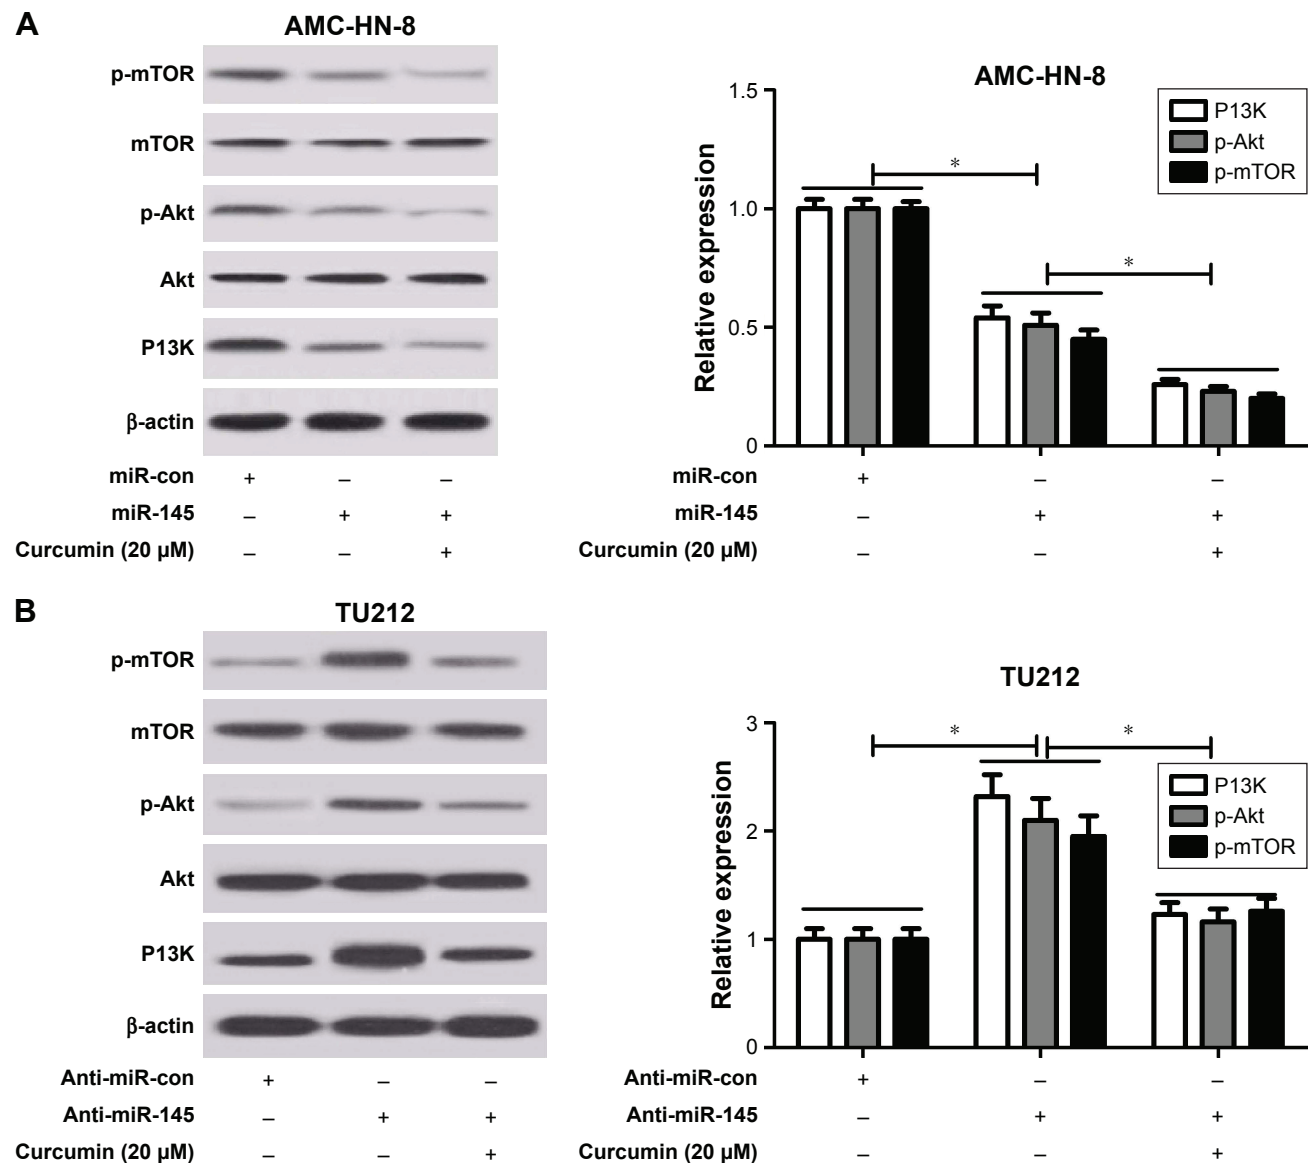 A
AMC-HN-8
p-mTOR
mTOR
p-Akt
Akt
P13K
β-actin
miR-con + – –
miR-145 – + +
Curcumin (20 µM) – – +
AMC-HN-8
P13K
p-Akt
p-mTOR
Relative expression
1.5
1.0
0.5
0
*
*
miR-con + – –
miR-145 – + +
Curcumin (20 µM) – – +
B
TU212
p-mTOR
mTOR
p-Akt
Akt
P13K
β-actin
Anti-miR-con + – –
Anti-miR-145 – + +
Curcumin (20 µM) – – +
TU212
P13K
p-Akt
p-mTOR
Relative expression
3
2
1
0
*
*
Anti-miR-con + – –
Anti-miR-145 – + +
Curcumin (20 µM) – – +